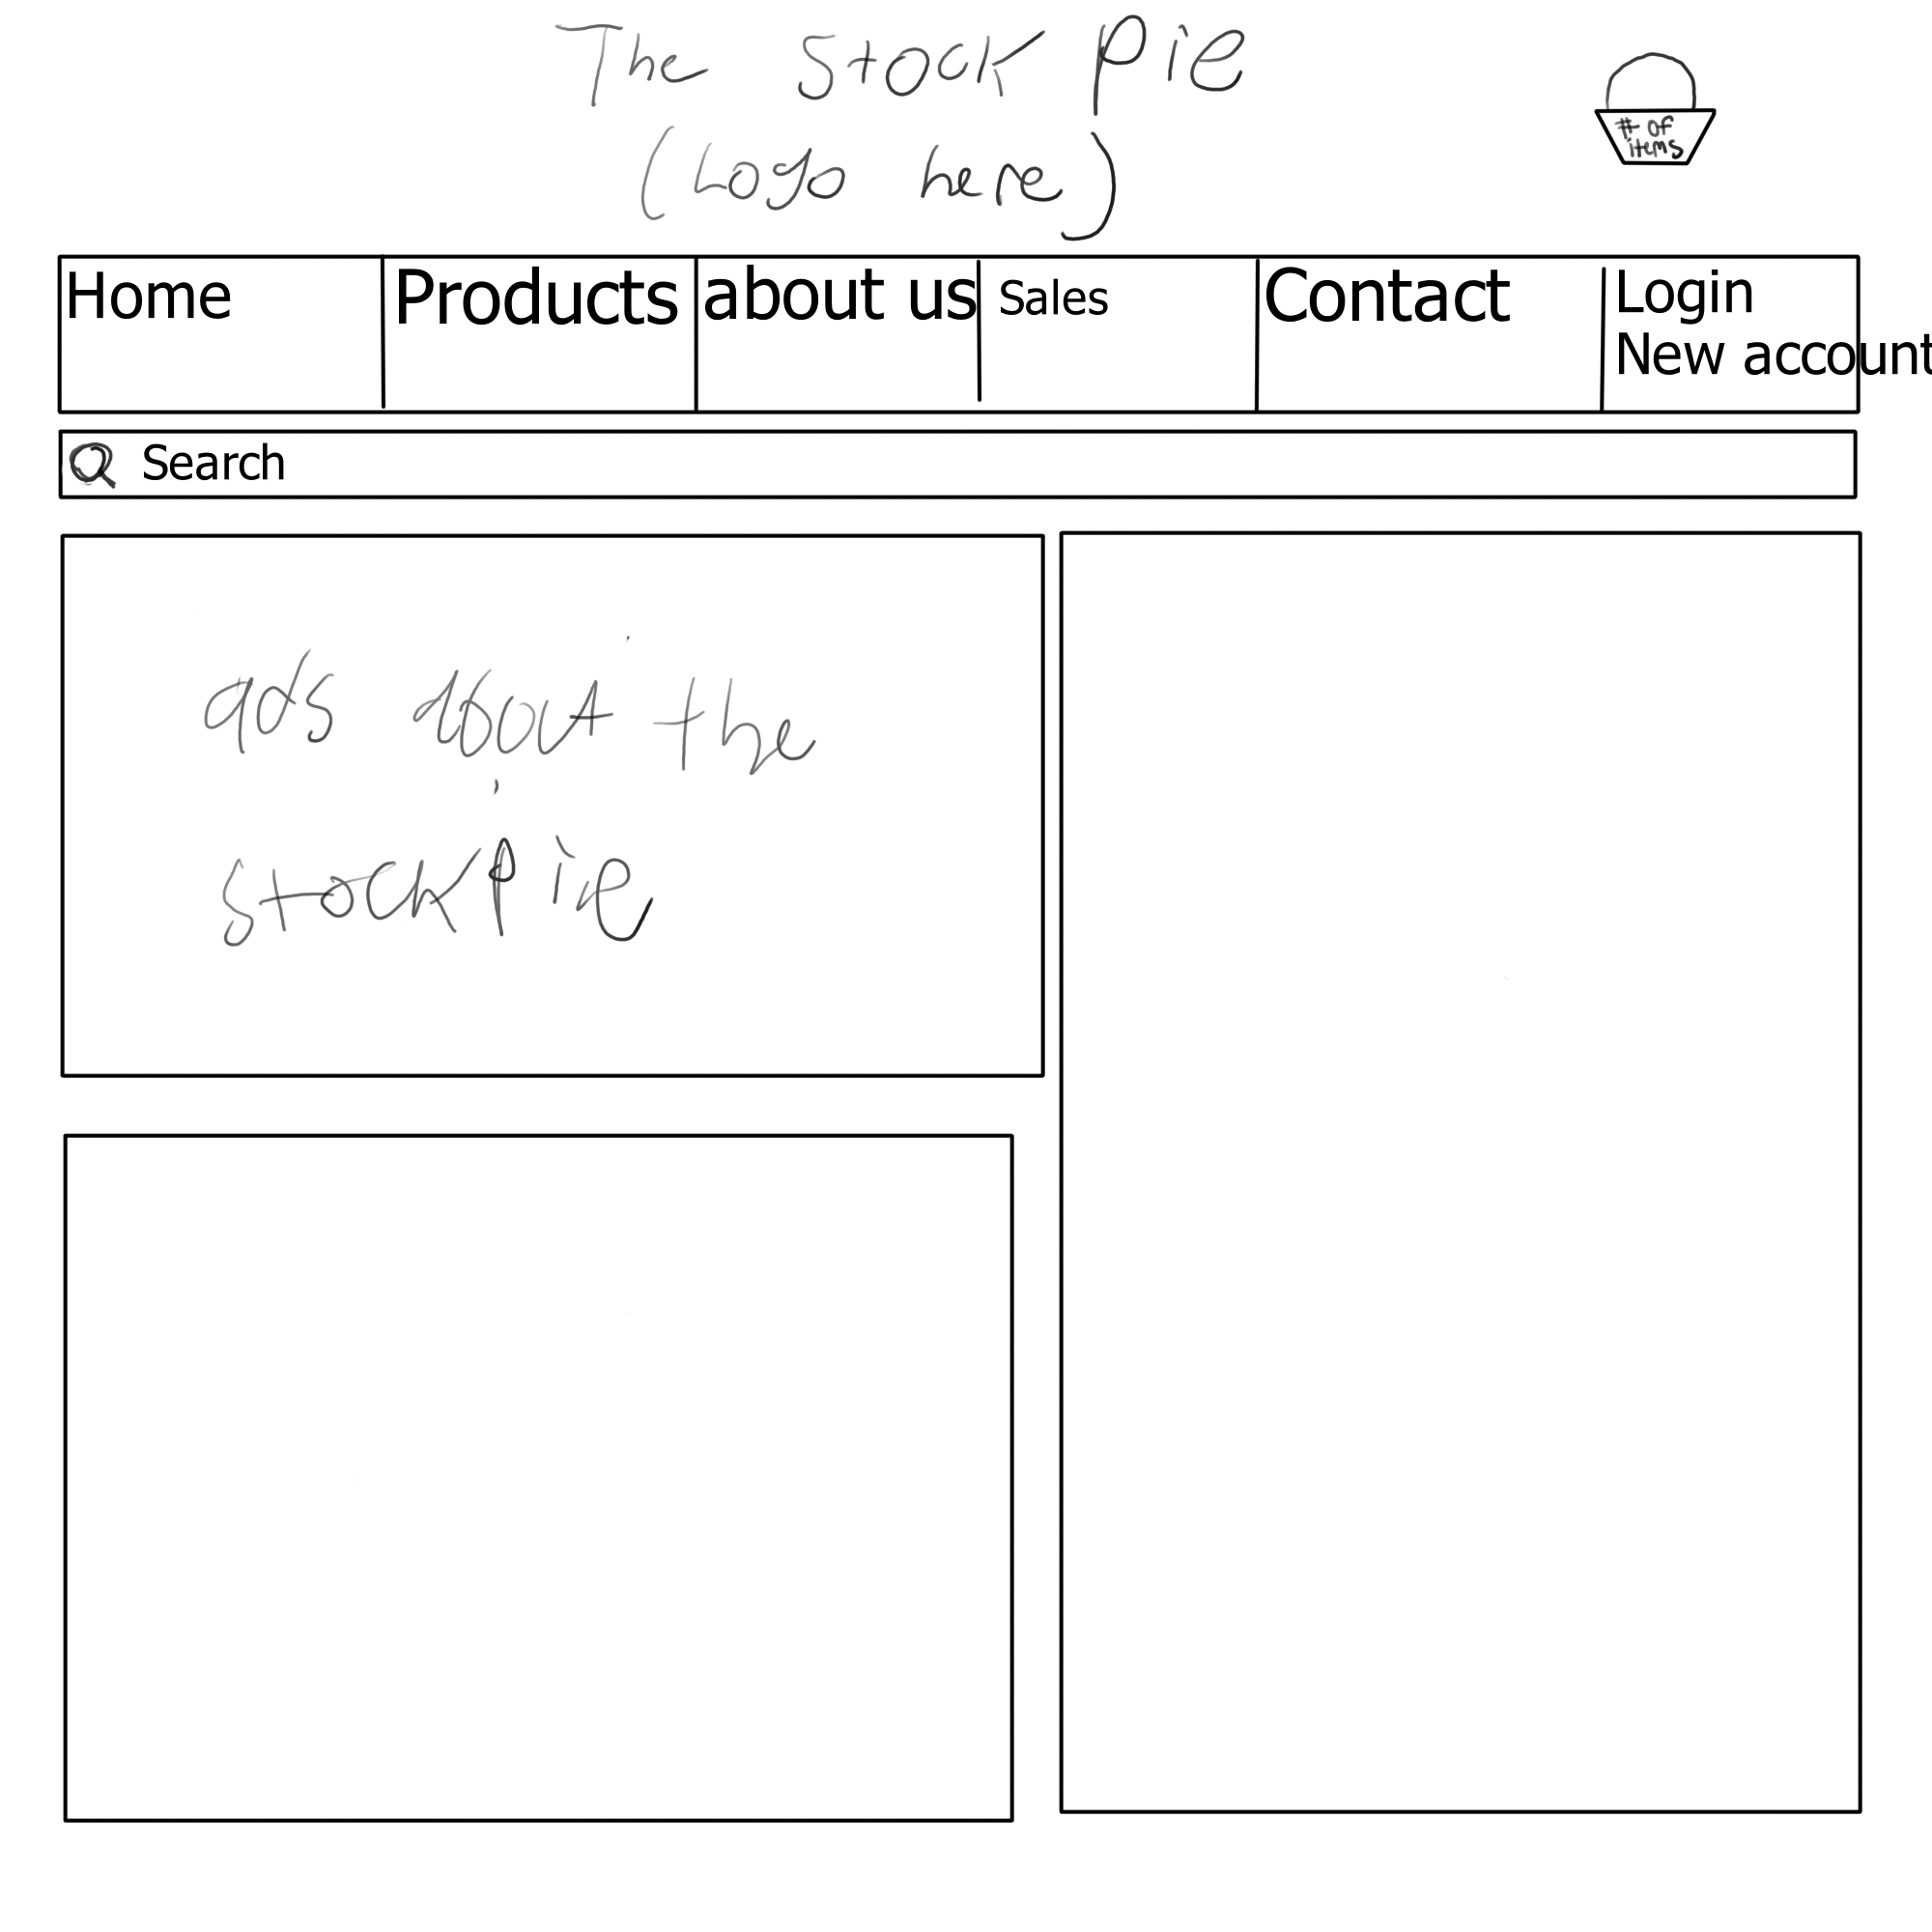 The Stock Pie
(Logo here)
# of
items
Home
Products
about us
Sales
Contact
Login
New account
Search
ads about the
stockPie